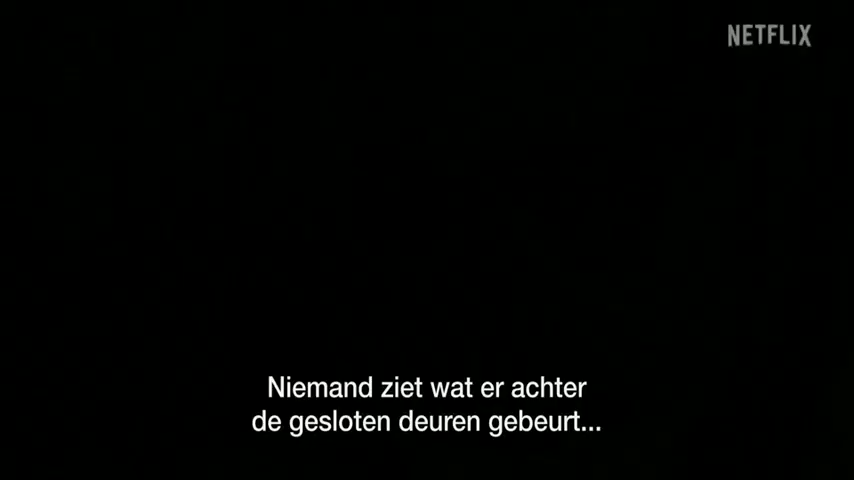 NETFLIX
Niemand ziet wat er achter
de gesloten deuren gebeurt...